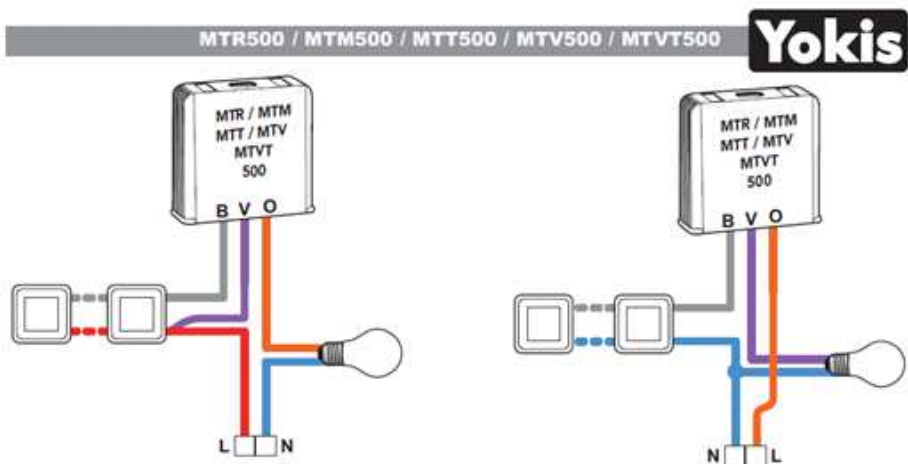 MTR500 / MTM500 / MTT500 / MTV500 / MTVT500
Yokis
MTR / MTM
MTT / MTV
MTVT
500
B V O
L N
MTR / MTM
MTT / MTV
MTVT
500
B V O
N L